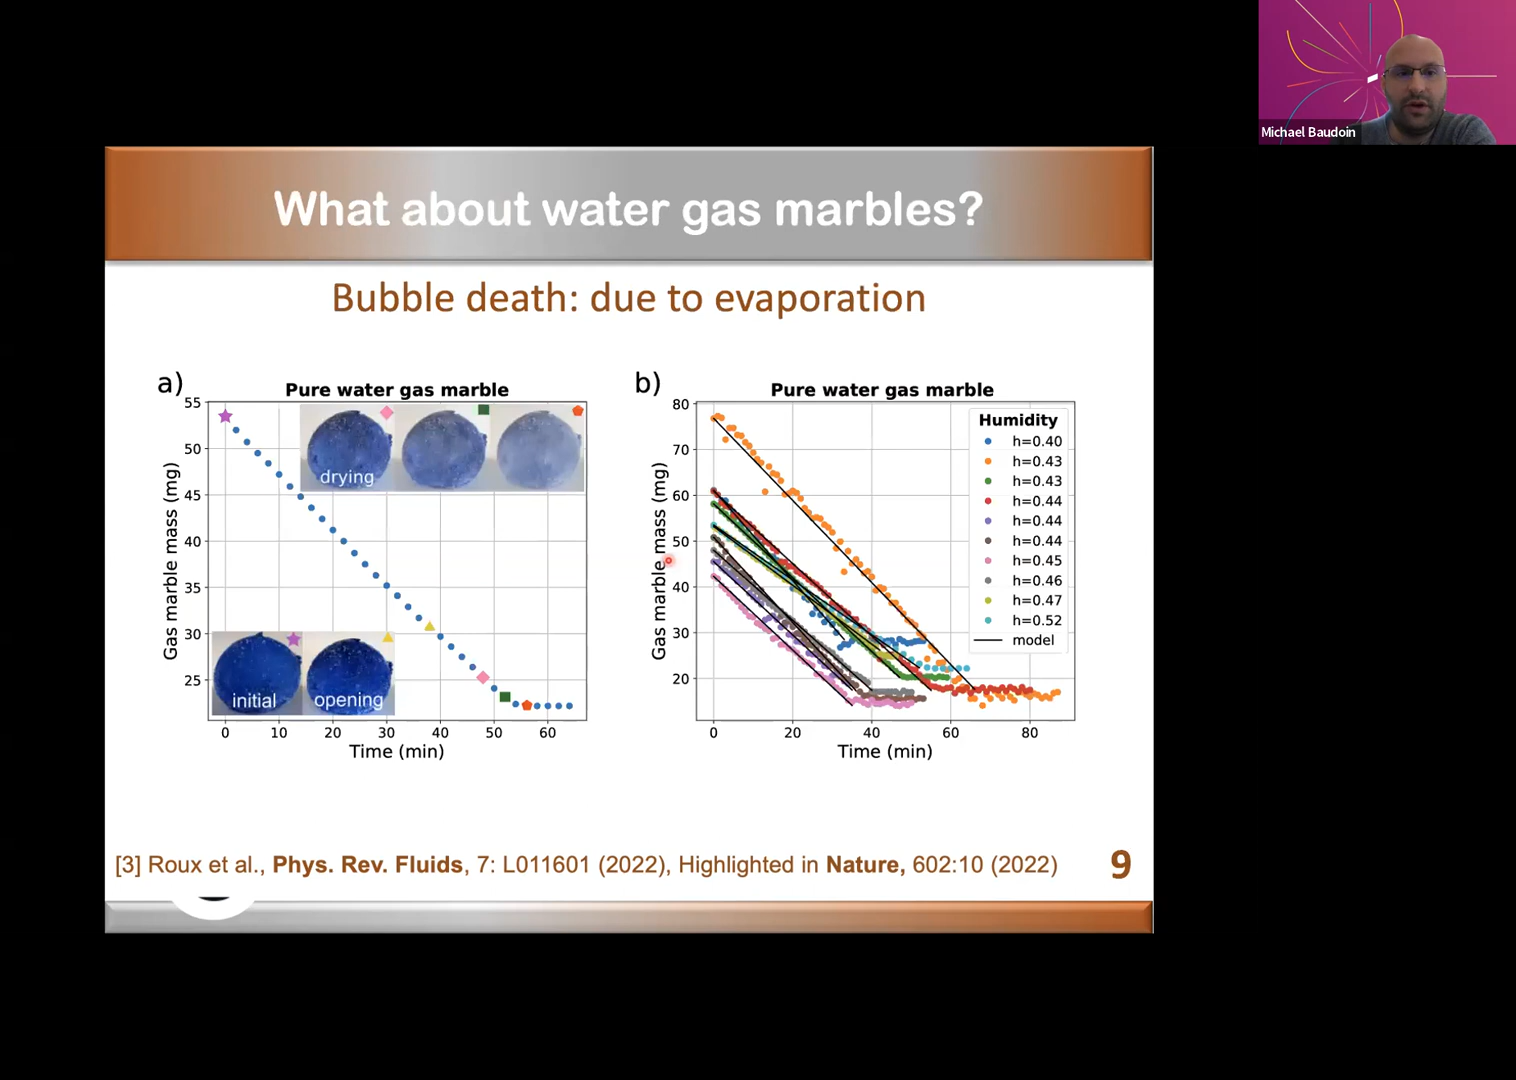 Michael Baudoin
What about water gas marbles?
Bubble death: due to evaporation
a)
Pure water gas marble
Gas marble mass (mg)
55
50
45
40
35
30
25
drying
initial
opening
0
10
20
30
40
50
60
Time (min)
b)
Pure water gas marble
Gas marble mass (mg)
80
70
60
50
40
30
20
Humidity
h=0.40
h=0.43
h=0.43
h=0.44
h=0.44
h=0.44
h=0.45
h=0.46
h=0.47
h=0.52
model
0
20
40
60
80
Time (min)
[3] Roux et al., Phys. Rev. Fluids, 7: L011601 (2022), Highlighted in Nature, 602:10 (2022)
9